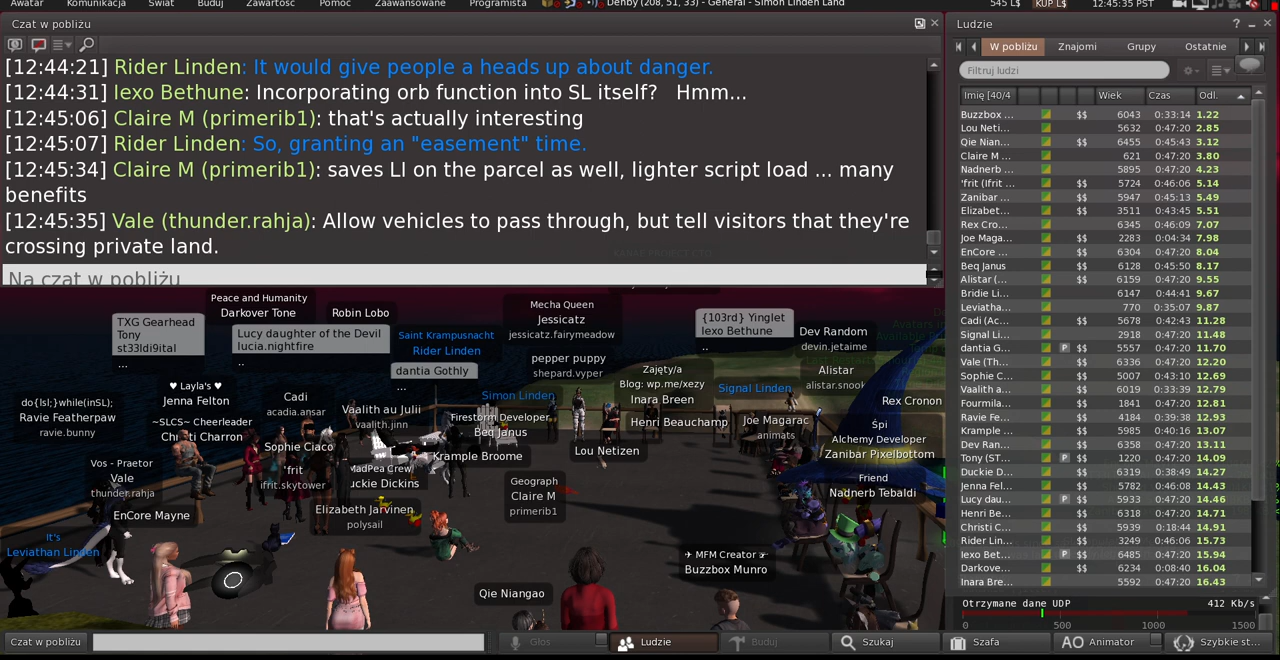 Awatar Komunikacja Świat Buduj Zawartość Pomoc Zaawansowane Programista Denby (208, 51, 33) - General - Simon Linden Land 545 L$ KUP L$ 12:45:35 PST
Czat w pobliżu
[12:44:21] Rider Linden: It would give people a heads up about danger.
[12:44:31] Iexo Bethune: Incorporating orb function into SL itself? Hmm...
[12:45:06] Claire M (primerib1): that's actually interesting
[12:45:07] Rider Linden: So, granting an "easement" time.
[12:45:34] Claire M (primerib1): saves LI on the parcel as well, lighter script load ... many
benefits
[12:45:35] Vale (thunder.rahja): Allow vehicles to pass through, but tell visitors that they're
crossing private land.
Na czat w pobliżu
Peace and Humanity
Darkover Tone
Robin Lobo
TXG Gearhead
Tony
st33ldi9ital
...
Lucy daughter of the Devil
lucia.nightfire
..
Saint Krampusnacht
Rider Linden
dantia Gothly
...
Mecha Queen
Jessicatz
jessicatz.fairymeadow
pepper puppy
shepard.vyper
{103rd} Yinglet
Iexo Bethune
..
Dev Random
devin.jetaime
Alistar
alistar.snook
Zajęty/a
Blog: wp.me/xezy
Inara Breen
Signal Linden
Simon Linden
♥ Layla's ♥
Jenna Felton
do{lsl;}while(inSL);
Ravie Featherpaw
ravie.bunny
Cadi
acadia.ansar
Vaalith au Julii
vaalith.jinn
Firestorm Developer
Beq Janus
Henri Beauchamp
Joe Magarac
animats
Rex Cronon
~SLCS~ Cheerleader
Christi Charron
Sophie Ciaco
Krample Broome
Lou Netizen
Śpi
Alchemy Developer
Zanibar Pixelbottom
Vos - Praetor
Vale
thunder.rahja
'frit
ifrit.skytower
MadPea Crew
uckie Dickins
Geograph
Claire M
primerib1
Friend
Nadnerb Tebaldi
EnCore Mayne
Elizabeth Jarvinen
polysail
It's
Leviathan Linden
✈ MFM Creator ✈
Buzzbox Munro
Qie Niangao
Ludzie
W pobliżu Znajomi Grupy Ostatnie
Filtruj ludzi
Imię [40/4 Wiek Czas Odl.
Buzzbox ... $$ 6043 0:33:14 1.22
Lou Neti... 5632 0:47:20 2.85
Qie Nian... $$ 6455 0:45:43 3.12
Claire M ... 621 0:47:20 3.80
Nadnerb ... 5895 0:47:20 4.23
'frit (Ifrit ... $$ 5724 0:46:06 5.14
Zanibar ... $$ 5947 0:45:13 5.49
Elizabet... $$ 3511 0:43:45 5.51
Rex Cro... 6345 0:46:09 7.07
Joe Maga... $$ 2283 0:04:34 7.98
EnCore ... $$ 6304 0:47:20 8.04
Beq Janus $$ 6128 0:45:50 8.17
Alistar (... $$ 6159 0:47:20 9.55
Bridie Li... 6147 0:44:41 9.67
Leviatha... 770 0:35:07 9.87
Cadi (Ac... $$ 5678 0:42:43 11.28
Signal Li... 2918 0:47:20 11.48
dantia G... P $$ 5557 0:47:20 11.70
Vale (Th... $$ 6336 0:47:20 12.20
Sophie C... $$ 6005 0:43:10 12.69
Vaalith a... $$ 6019 0:33:39 12.79
Fourmila... $$ 1841 0:47:20 12.81
Ravie Fe... $$ 4184 0:39:38 12.93
Krample ... $$ 5985 0:40:16 13.07
Dev Ran... $$ 6358 0:47:20 13.11
Tony (ST... P $$ 1220 0:47:20 14.09
Duckie D... $$ 6319 0:38:49 14.27
Jenna Fel... $$ 5782 0:46:08 14.43
Lucy dau... P $$ 5933 0:47:20 14.46
Henri Be... $$ 6318 0:47:20 14.71
Christi C... $$ 5939 0:18:44 14.91
Rider Lin... $$ 3249 0:46:06 15.73
Iexo Bet... P $$ 6485 0:47:20 15.94
Darkove... $$ 6234 0:08:40 16.04
Inara Bre... 5592 0:47:20 16.43
Otrzymane dane UDP 412 Kb/s
0 500 1000 1500
Czat w pobliżu Głos Ludzie Buduj Szukaj Szafa AO Animator Szybkie st...